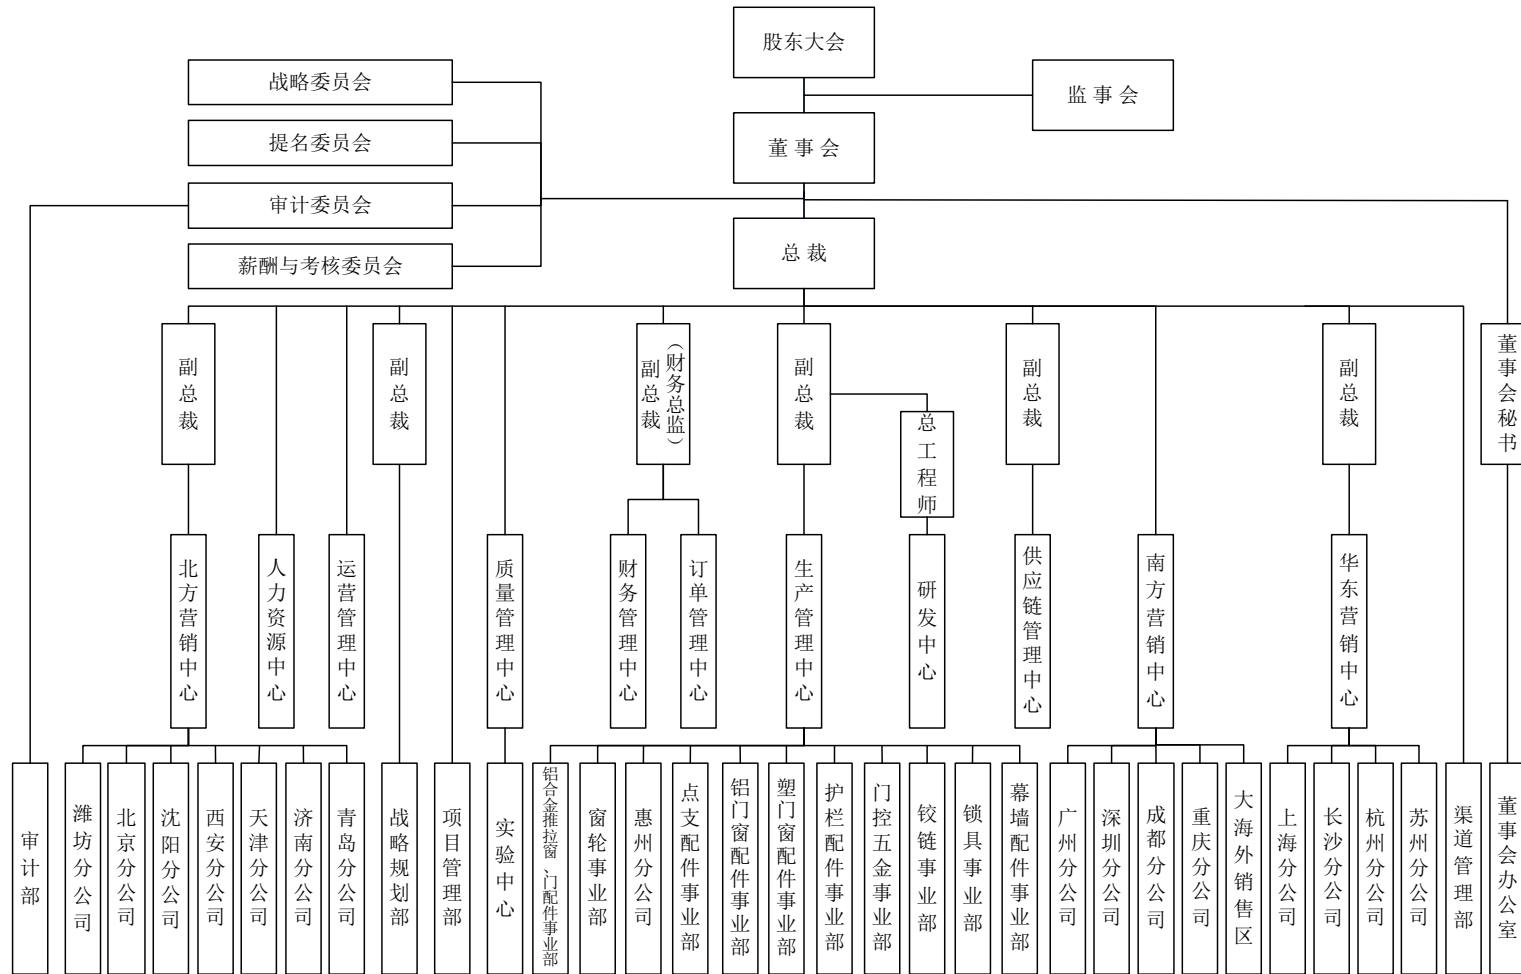 股东大会
战略委员会
监事会
提名委员会
董事会
审计委员会
总裁
薪酬与考核委员会
副总裁
副总裁
副总裁
（财务总监）
副总裁
副总裁
副总裁
董事会秘书
总工程师
北方营销中心
人力资源中心
运营管理中心
质量管理中心
财务管理中心
订单管理中心
生产管理中心
研发中心
供应链管理中心
南方营销中心
华东营销中心
审计部
潍坊分公司
北京分公司
沈阳分公司
西安分公司
天津分公司
济南分公司
青岛分公司
战略规划部
项目管理部
实验中心
铝合金推拉窗、门配件事业部
窗轮事业部
惠州分公司
点支配件事业部
铝门窗配件事业部
塑门窗配件事业部
护栏配件事业部
门控五金事业部
铰链事业部
锁具事业部
幕墙配件事业部
广州分公司
深圳分公司
成都分公司
重庆分公司
大海外销售区
上海分公司
长沙分公司
杭州分公司
苏州分公司
渠道管理部
董事会办公室